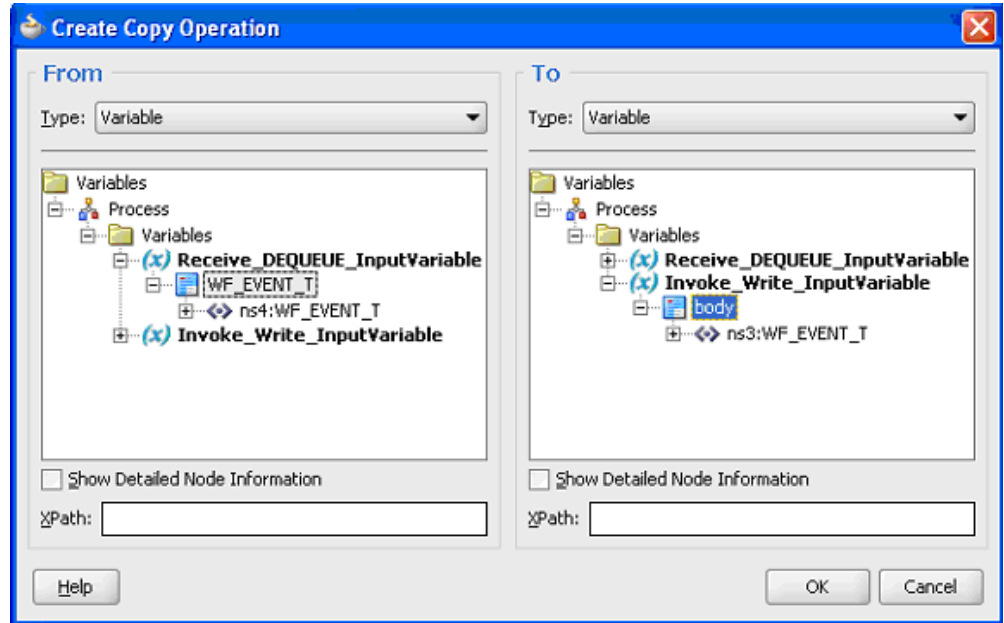 Create Copy Operation
From
Type: Variable
Variables
Process
Variables
(x) Receive_DEQUEUE_InputVariable
WF_EVENT_T
ns4:WF_EVENT_T
(x) Invoke_Write_InputVariable
Show Detailed Node Information
XPath:
To
Type: Variable
Variables
Process
Variables
(x) Receive_DEQUEUE_InputVariable
(x) Invoke_Write_InputVariable
body
ns3:WF_EVENT_T
Show Detailed Node Information
XPath:
Help
OK
Cancel